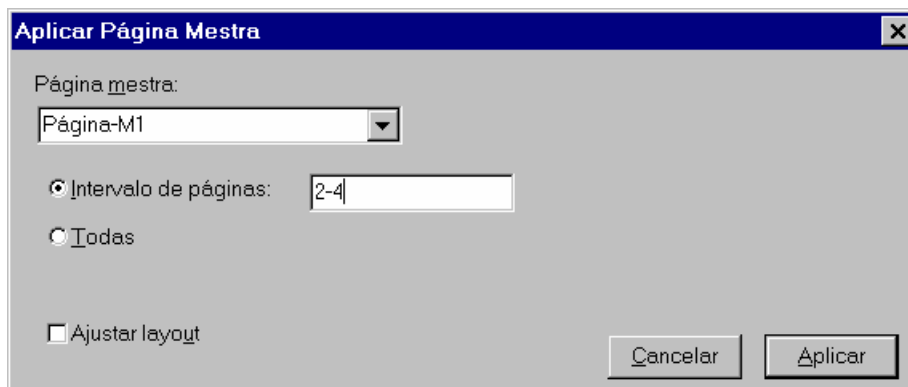 Aplicar Página Mestra
Página mestra:
Página-M1
Intervalo de páginas: 2-4
Todas
Ajustar layout
Cancelar Aplicar